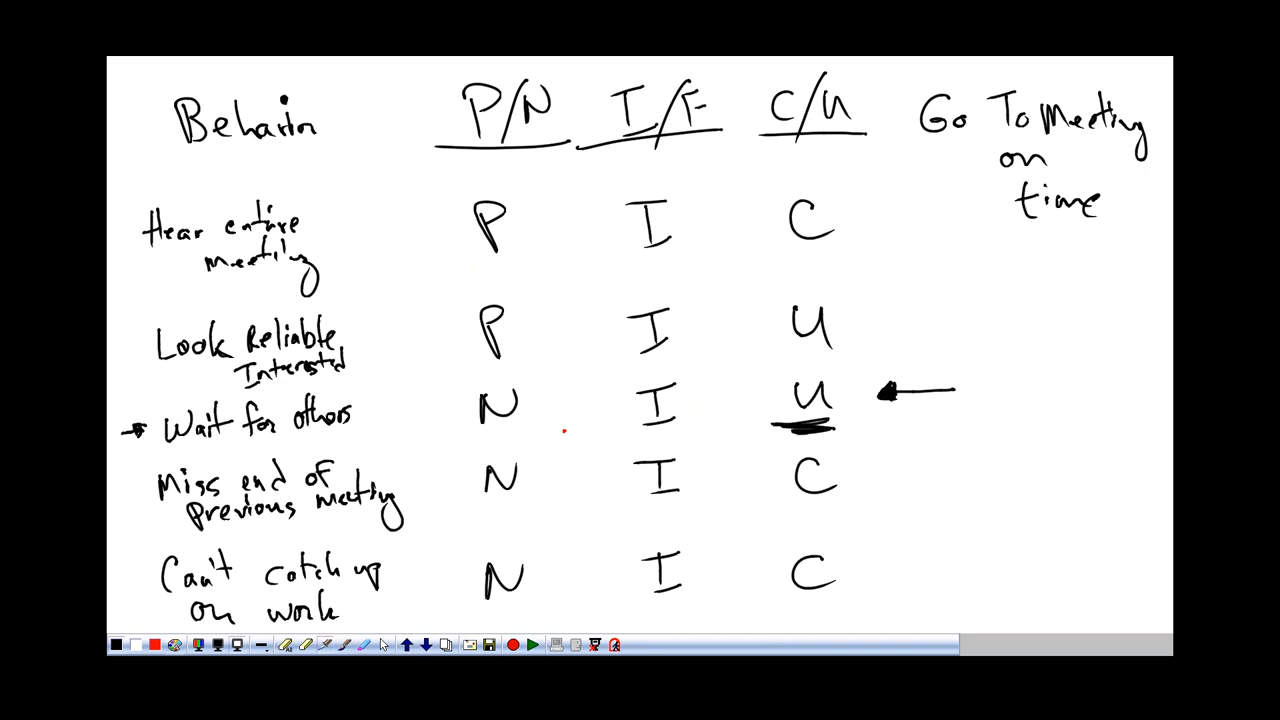 Behavior P/N I/F C/U Go To Meeting
on
time
Hear entire P I C
meeting
Look Reliable P I U
Interested
→ Wait for others N I U ←
Miss end of N I C
previous meeting
Can't catch up N I C
on work